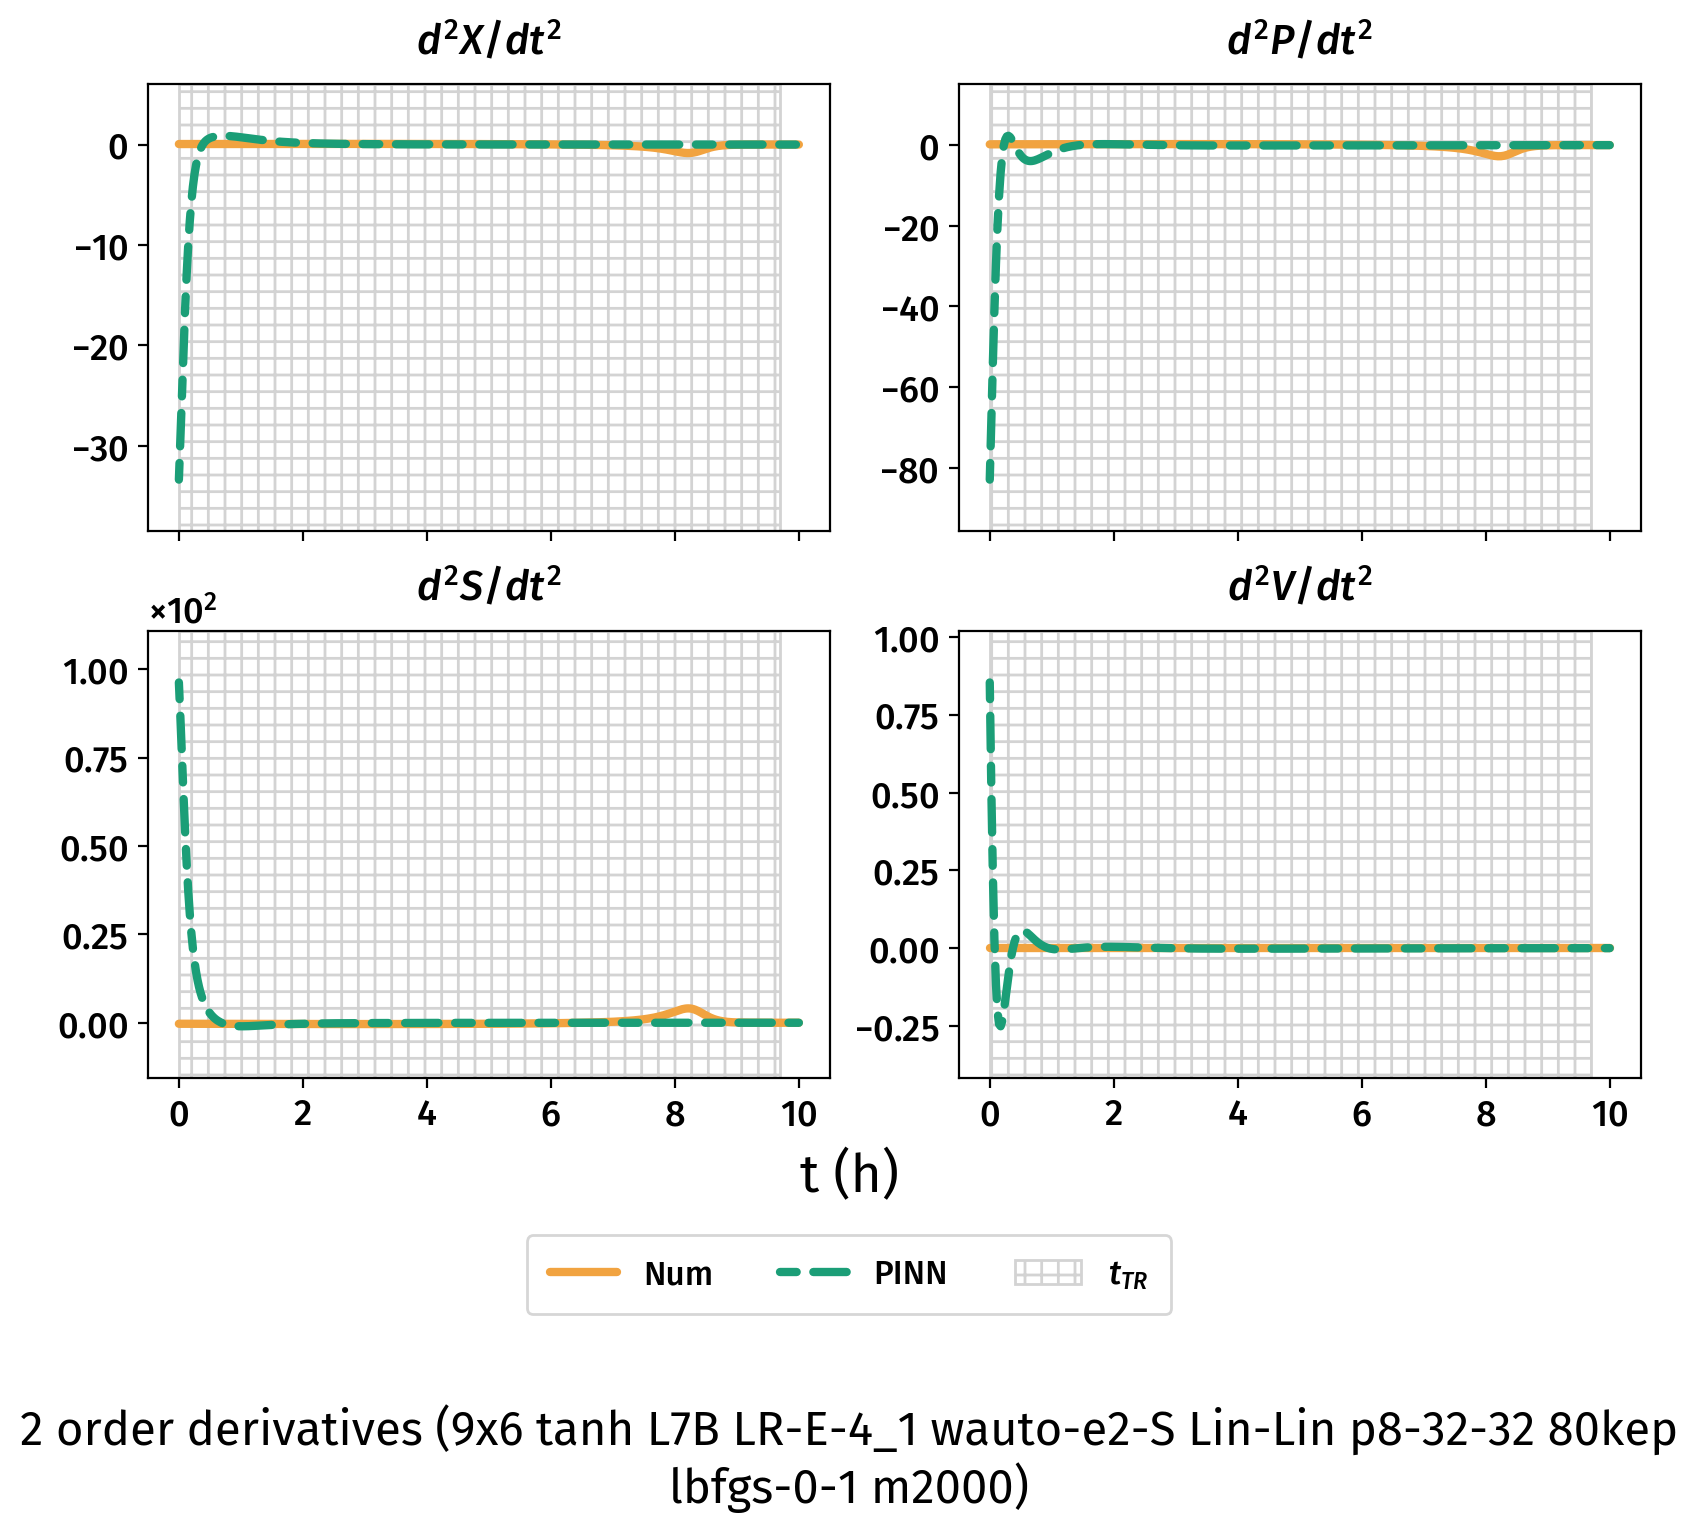 d²X/dt²
d²P/dt²
0
−10
−20
−30
0
−20
−40
−60
−80
d²S/dt²
d²V/dt²
×10²
1.00
0.75
0.50
0.25
0.00
1.00
0.75
0.50
0.25
0.00
−0.25
0 2 4 6 8 10
0 2 4 6 8 10
t (h)
Num PINN t_TR
2 order derivatives (9x6 tanh L7B LR-E-4_1 wauto-e2-S Lin-Lin p8-32-32 80kep
lbfgs-0-1 m2000)